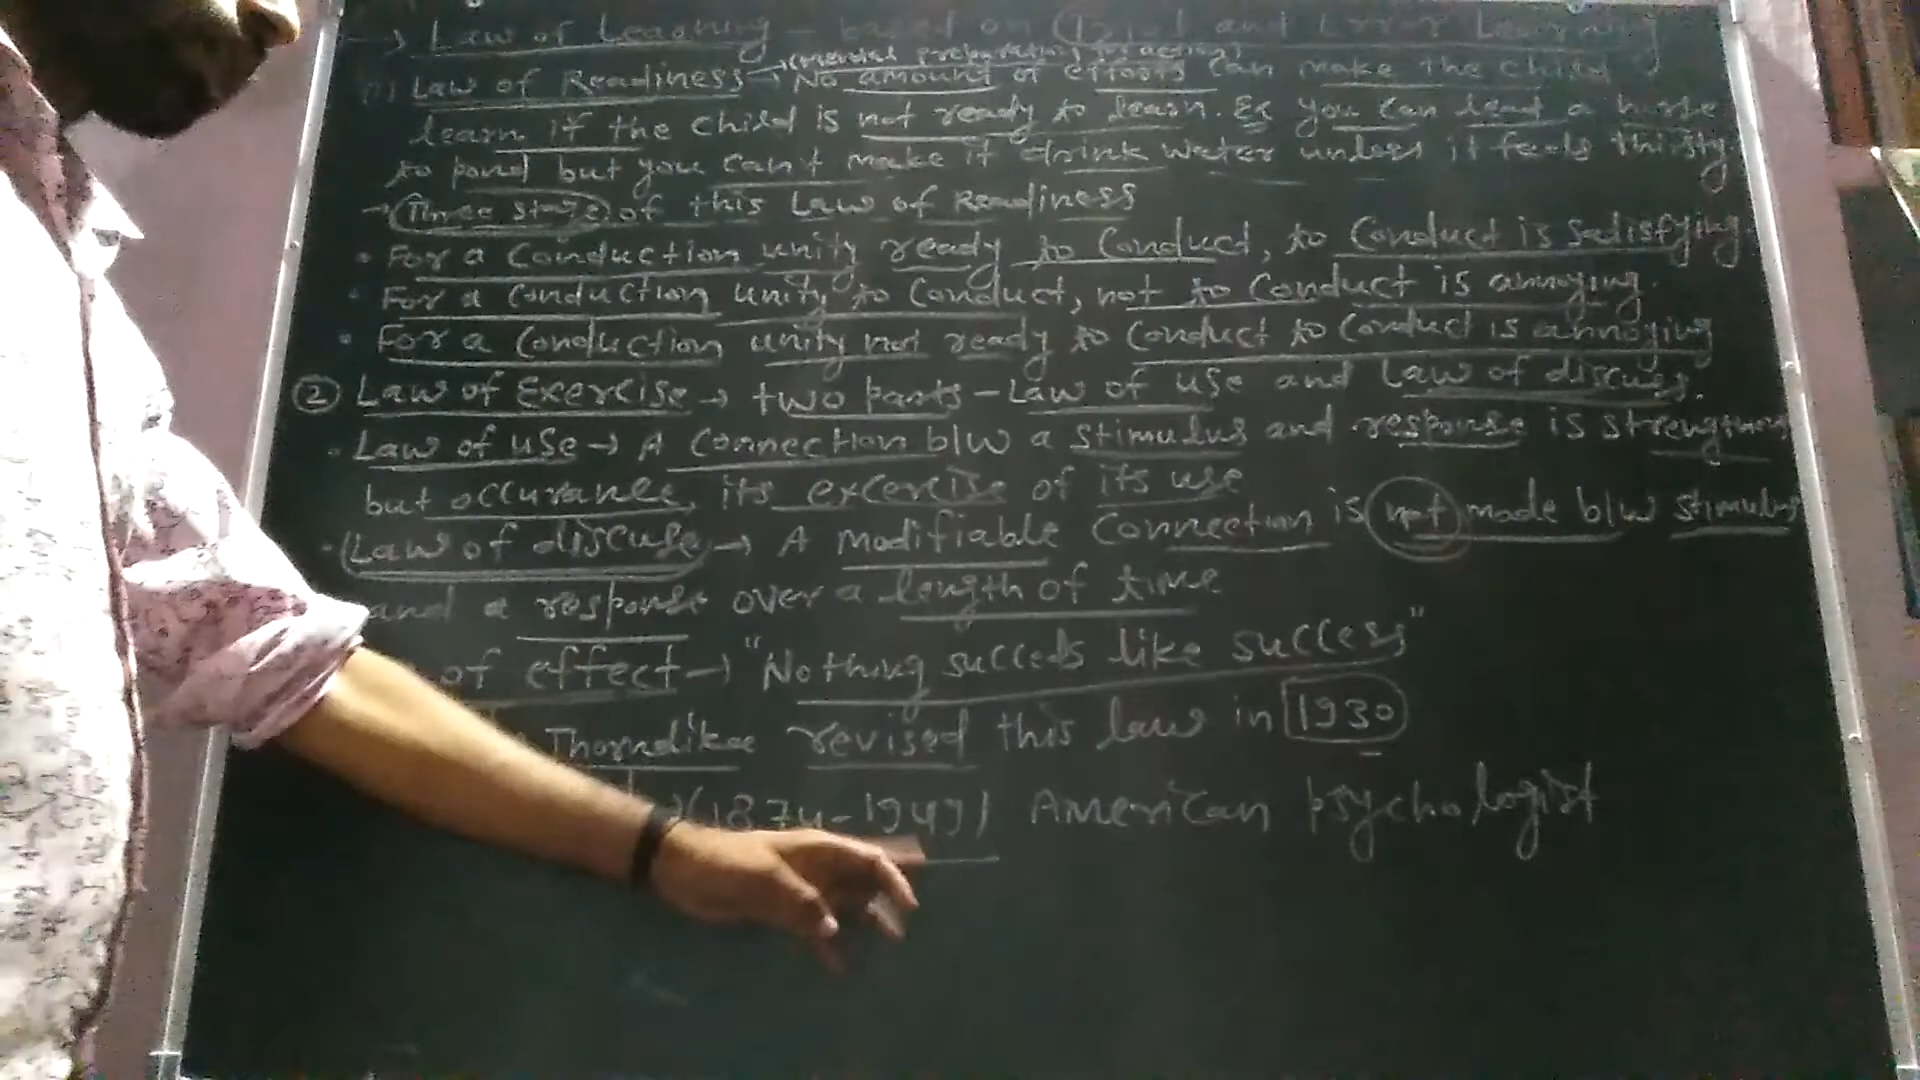 → Law of Learning - based on Trial and Error Learning
→ (mental preparation for action)
(1) Law of Readiness → No amount of efforts can make the child
learn if the child is not ready to learn. Ex you can lead a horse
to pond but you can't make it drink water unless it feels thirsty.
→ Three stage of this Law of Readiness
• For a Conduction unity ready to Conduct, to Conduct is satisfying.
• For a conduction unity to Conduct, not to Conduct is annoying.
• For a Conduction unity not ready to Conduct to Conduct is annoying
② Law of Exercise → two parts - Law of use and Law of discues.
• Law of use → A Connection b/w a stimulus and response is strengthen
but occurance, its excercise of its use
• (Law of discuse) → A modifiable Connection is not made b/w stimulus
and a response over a length of time
of effect → "Nothing succeds like success"
Thorndike revised this law in 1930
(1874-1949) American psychologist